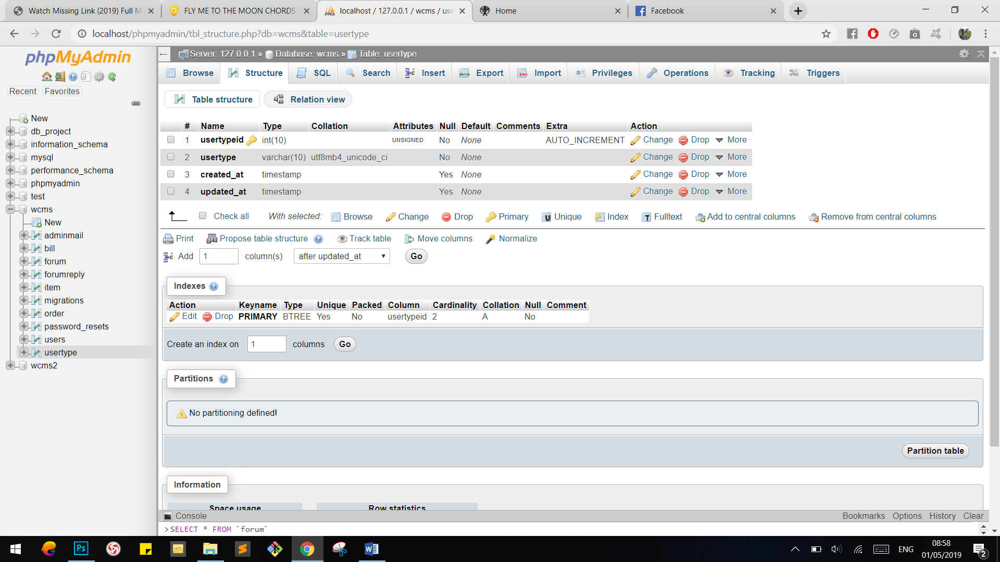 Watch Missing Link (2019) Full M
FLY ME TO THE MOON CHORDS
localhost / 127.0.0.1 / wcms / use
Home
Facebook
localhost/phpmyadmin/tbl_structure.php?db=wcms&table=usertype
phpMyAdmin
Recent Favorites
New
db_project
information_schema
mysql
performance_schema
phpmyadmin
test
wcms
New
adminmail
bill
forum
forumreply
item
migrations
order
password_resets
users
usertype
wcms2
Server: 127.0.0.1 » Database: wcms » Table: usertype
Browse Structure SQL Search Insert Export Import Privileges Operations Tracking Triggers
Table structure Relation view
# Name Type Collation Attributes Null Default Comments Extra Action
1 usertypeid int(10) UNSIGNED No None AUTO_INCREMENT Change Drop More
2 usertype varchar(10) utf8mb4_unicode_ci No None Change Drop More
3 created_at timestamp Yes None Change Drop More
4 updated_at timestamp Yes None Change Drop More
Check all With selected: Browse Change Drop Primary Unique Index Fulltext Add to central columns Remove from central columns
Print Propose table structure Track table Move columns Normalize
Add 1 column(s) after updated_at Go
Indexes
Action Keyname Type Unique Packed Column Cardinality Collation Null Comment
Edit Drop PRIMARY BTREE Yes No usertypeid 2 A No
Create an index on 1 columns Go
Partitions
No partitioning defined!
Partition table
Information
Space usage Row statistics
Console Bookmarks Options History Clear
>SELECT * FROM `forum`
ENG
08:58
01/05/2019
2